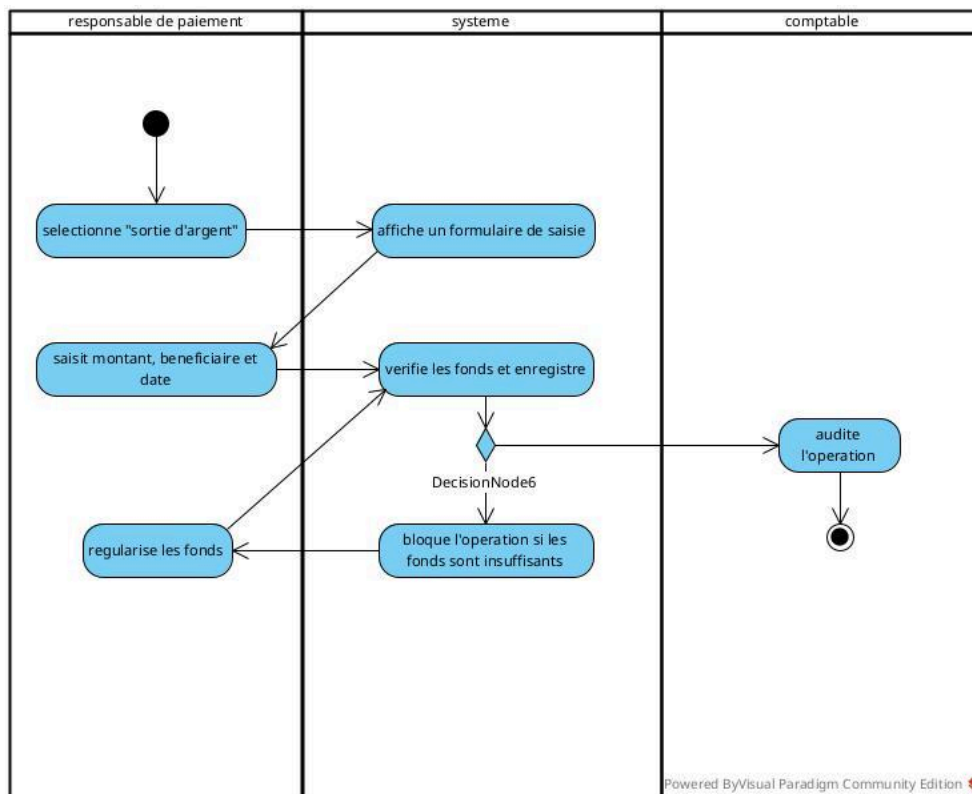 responsable de paiement
systeme
comptable
selectionne "sortie d'argent"
affiche un formulaire de saisie
saisit montant, beneficiaire et
date
verifie les fonds et enregistre
audite
l'operation
DecisionNode6
regularise les fonds
bloque l'operation si les
fonds sont insuffisants
Powered ByVisual Paradigm Community Edition